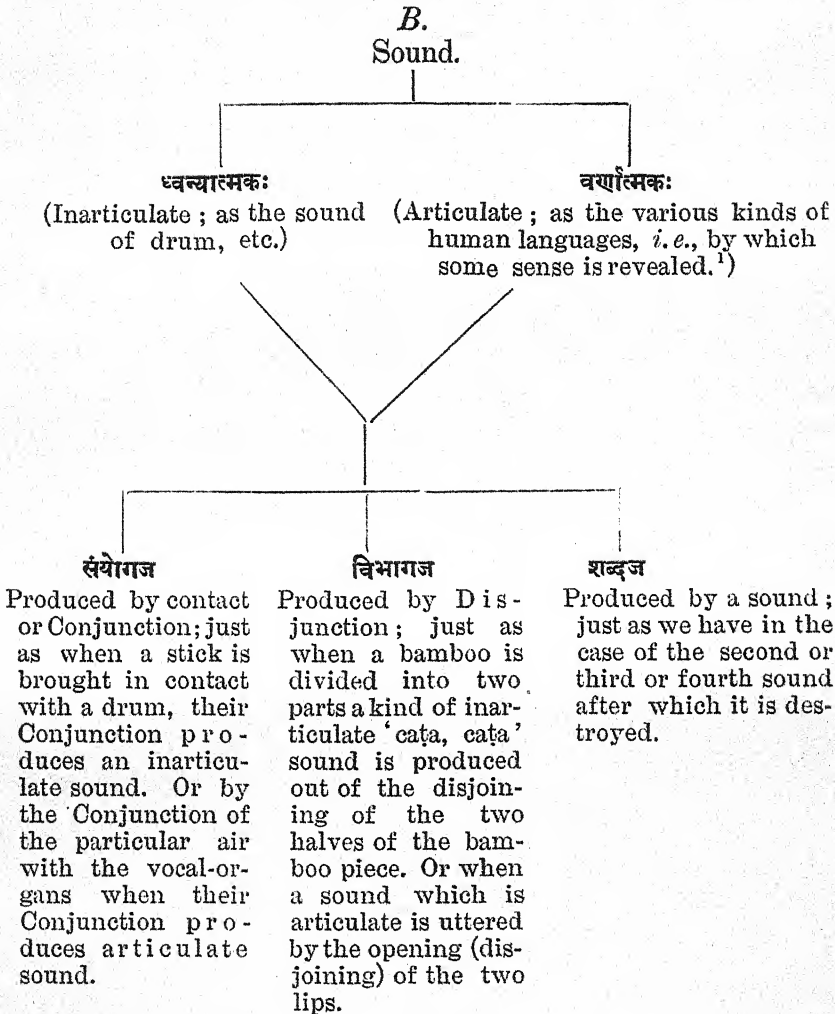 B.
Sound.
ध्वन्यात्मकः
(Inarticulate ; as the sound
of drum, etc.)
वर्णात्मकः
(Articulate ; as the various kinds of
human languages, i. e., by which
some sense is revealed.¹)
संयोगज
Produced by contact
or Conjunction; just
as when a stick is
brought in contact
with a drum, their
Conjunction pro-
duces an inarticu-
late sound. Or by
the Conjunction of
the particular air
with the vocal-or-
gans when their
Conjunction pro-
duces articulate
sound.
विभागज
Produced by Dis-
junction ; just as
when a bamboo is
divided into two
parts a kind of inar-
ticulate ‘caṭa, caṭa’
sound is produced
out of the disjoin-
ing of the two
halves of the bam-
boo piece. Or when
a sound which is
articulate is uttered
by the opening (dis-
joining) of the two
lips.
शब्दज
Produced by a sound ;
just as we have in the
case of the second or
third or fourth sound
after which it is des-
troyed.